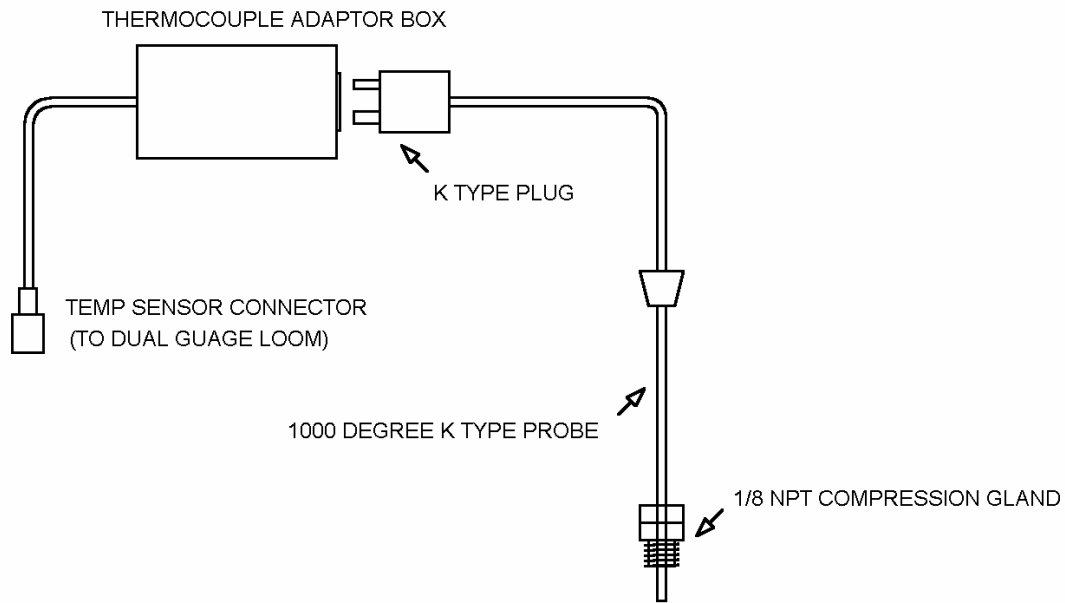 THERMOCOUPLE ADAPTOR BOX
K TYPE PLUG
TEMP SENSOR CONNECTOR
(TO DUAL GUAGE LOOM)
1000 DEGREE K TYPE PROBE
1/8 NPT COMPRESSION GLAND